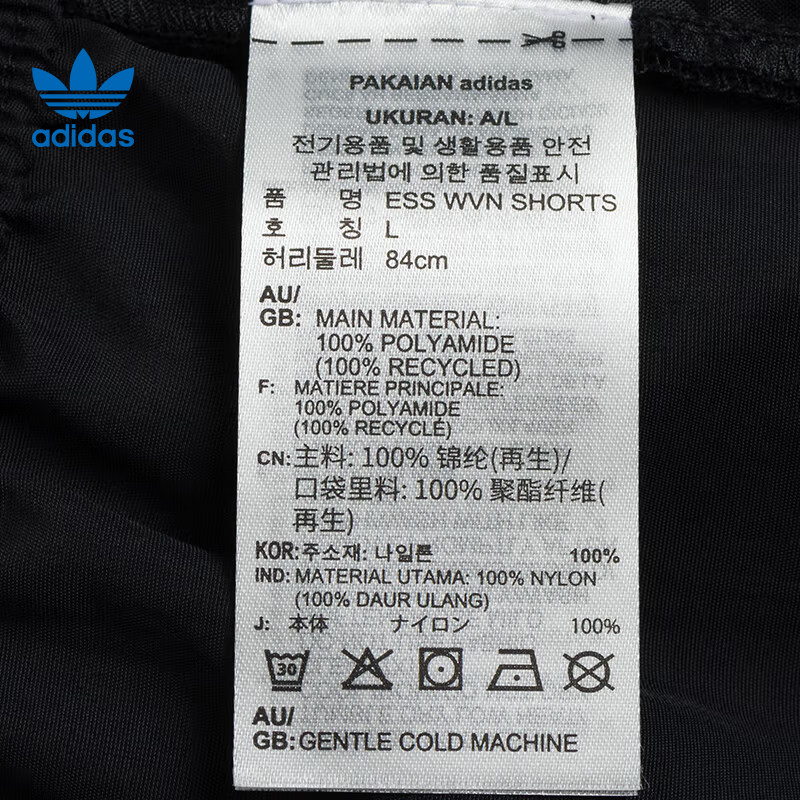 adidas
PAKAIAN adidas
UKURAN: A/L
전기용품 및 생활용품 안전
관리법에 의한 품질표시
품 명 ESS WVN SHORTS
호 칭 L
허리둘레 84cm
AU/
GB: MAIN MATERIAL:
100% POLYAMIDE
(100% RECYCLED)
F: MATIERE PRINCIPALE:
100% POLYAMIDE
(100% RECYCLÉ)
CN: 主料: 100% 锦纶(再生)/
口袋里料: 100% 聚酯纤维(
再生)
KOR: 주소재: 나일론 100%
IND: MATERIAL UTAMA: 100% NYLON
(100% DAUR ULANG)
J: 本体 ナイロン 100%
30
AU/
GB: GENTLE COLD MACHINE